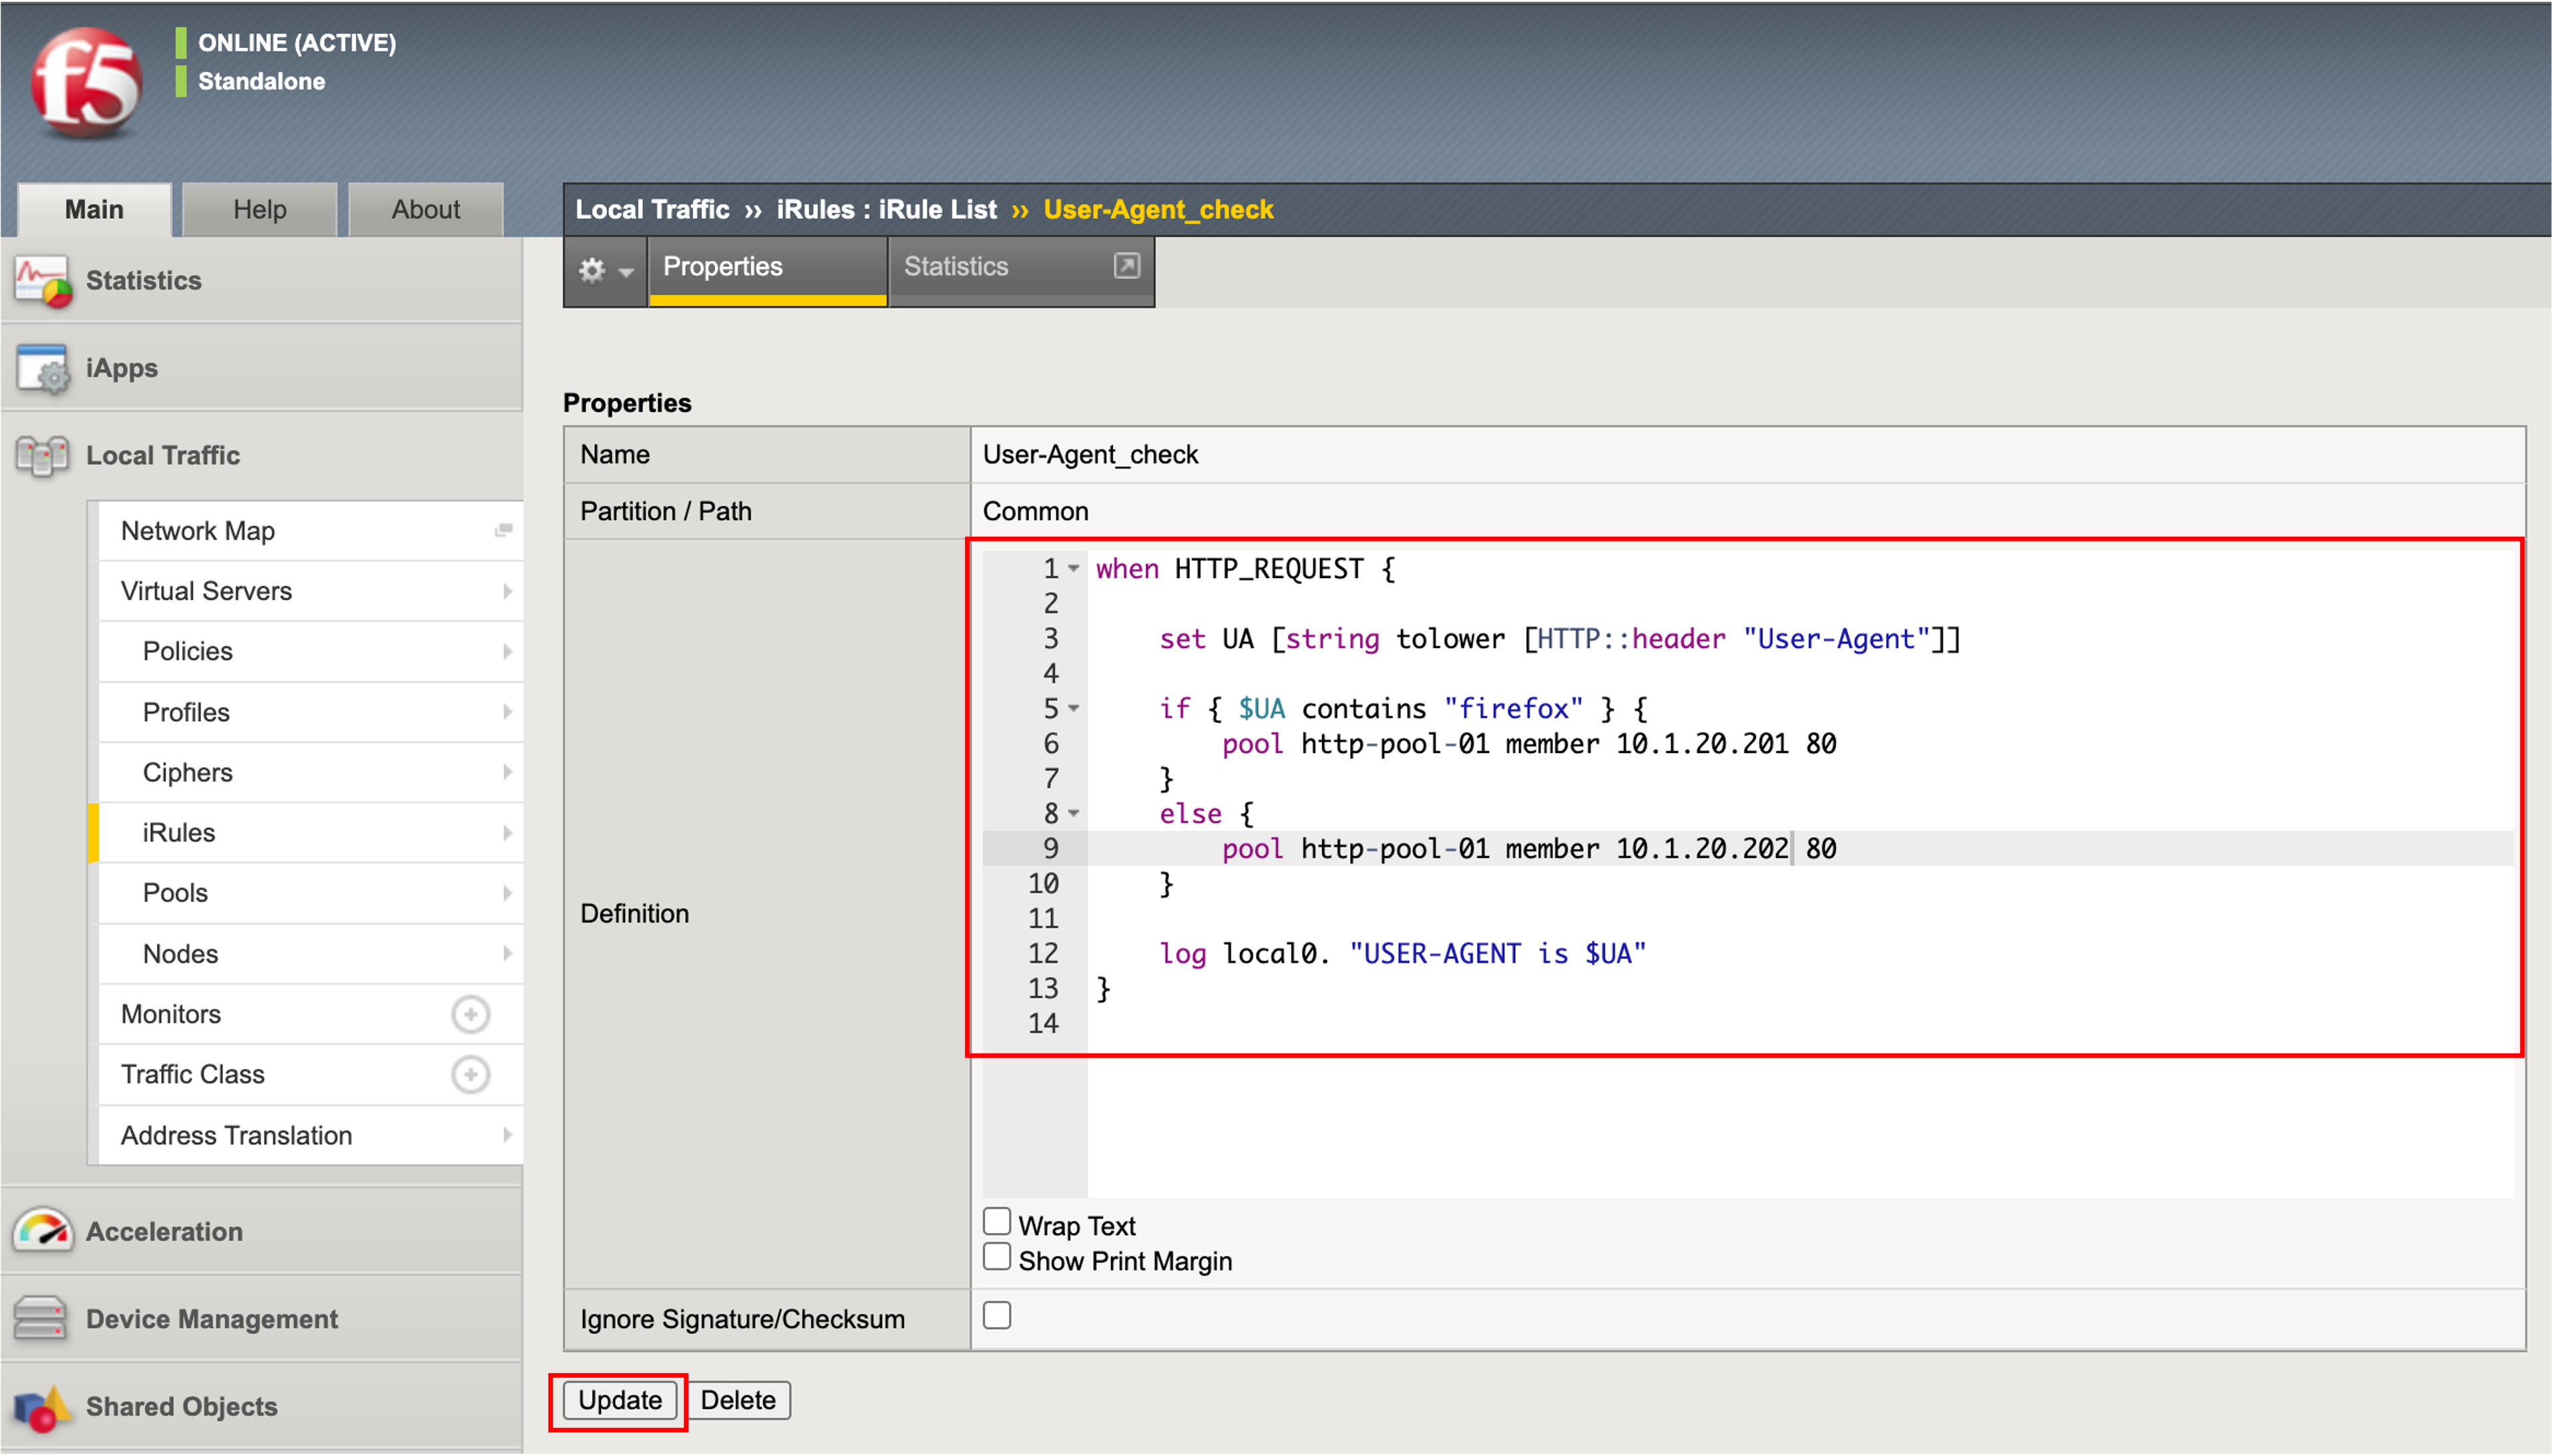 f5
ONLINE (ACTIVE)
Standalone
Main
Help
About
Local Traffic ›› iRules : iRule List ›› User-Agent_check
Properties
Statistics
Statistics
iApps
Local Traffic
Network Map
Virtual Servers
Policies
Profiles
Ciphers
iRules
Pools
Nodes
Monitors
Traffic Class
Address Translation
Acceleration
Device Management
Shared Objects
Properties
Name
User-Agent_check
Partition / Path
Common
Definition
1 when HTTP_REQUEST {
2
3     set UA [string tolower [HTTP::header "User-Agent"]]
4
5     if { $UA contains "firefox" } {
6         pool http-pool-01 member 10.1.20.201 80
7     }
8     else {
9         pool http-pool-01 member 10.1.20.202 80
10     }
11
12     log local0. "USER-AGENT is $UA"
13 }
14
Wrap Text
Show Print Margin
Ignore Signature/Checksum
Update
Delete